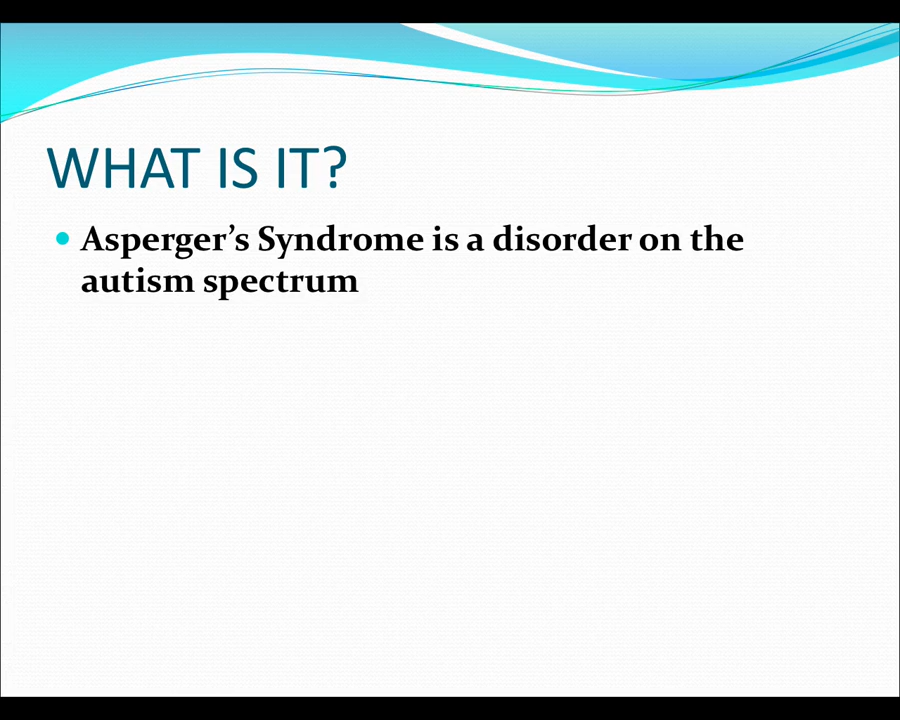 WHAT IS IT?
Asperger’s Syndrome is a disorder on the
autism spectrum